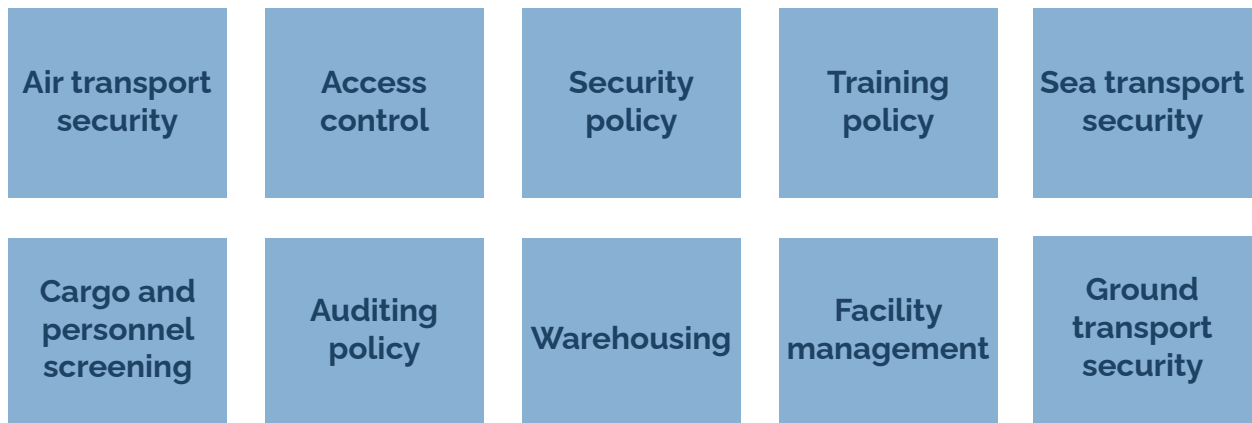 Air transport
security
Access
control
Security
policy
Training
policy
Sea transport
security
Cargo and
personnel
screening
Auditing
policy
Warehousing
Facility
management
Ground
transport
security